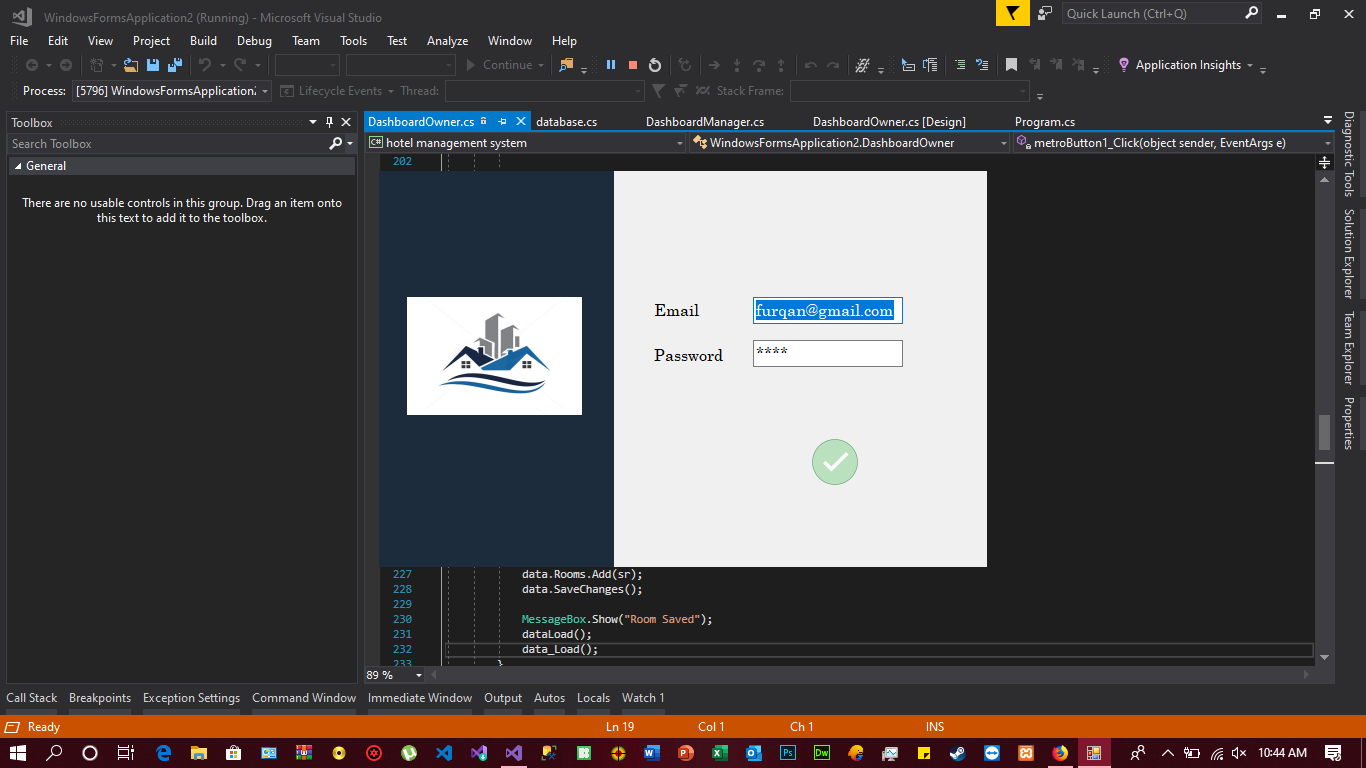 WindowsFormsApplication2 (Running) - Microsoft Visual Studio
Quick Launch (Ctrl+Q)
File Edit View Project Build Debug Team Tools Test Analyze Window Help
Continue
Application Insights
Process: [5796] WindowsFormsApplication2 Lifecycle Events Thread: Stack Frame:
Toolbox
DashboardOwner.cs database.cs DashboardManager.cs DashboardOwner.cs [Design] Program.cs
Search Toolbox
C# hotel management system WindowsFormsApplication2.DashboardOwner metroButton1_Click(object sender, EventArgs e)
General
There are no usable controls in this group. Drag an item onto
this text to add it to the toolbox.
202
Email furqan@gmail.com
Password ****
227 data.Rooms.Add(sr);
228 data.SaveChanges();
229
230 MessageBox.Show("Room Saved");
231 dataLoad();
232 data_Load();
233 }
89 %
Diagnostic Tools
Solution Explorer
Team Explorer
Properties
Call Stack Breakpoints Exception Settings Command Window Immediate Window Output Autos Locals Watch 1
Ready Ln 19 Col 1 Ch 1 INS
10:44 AM